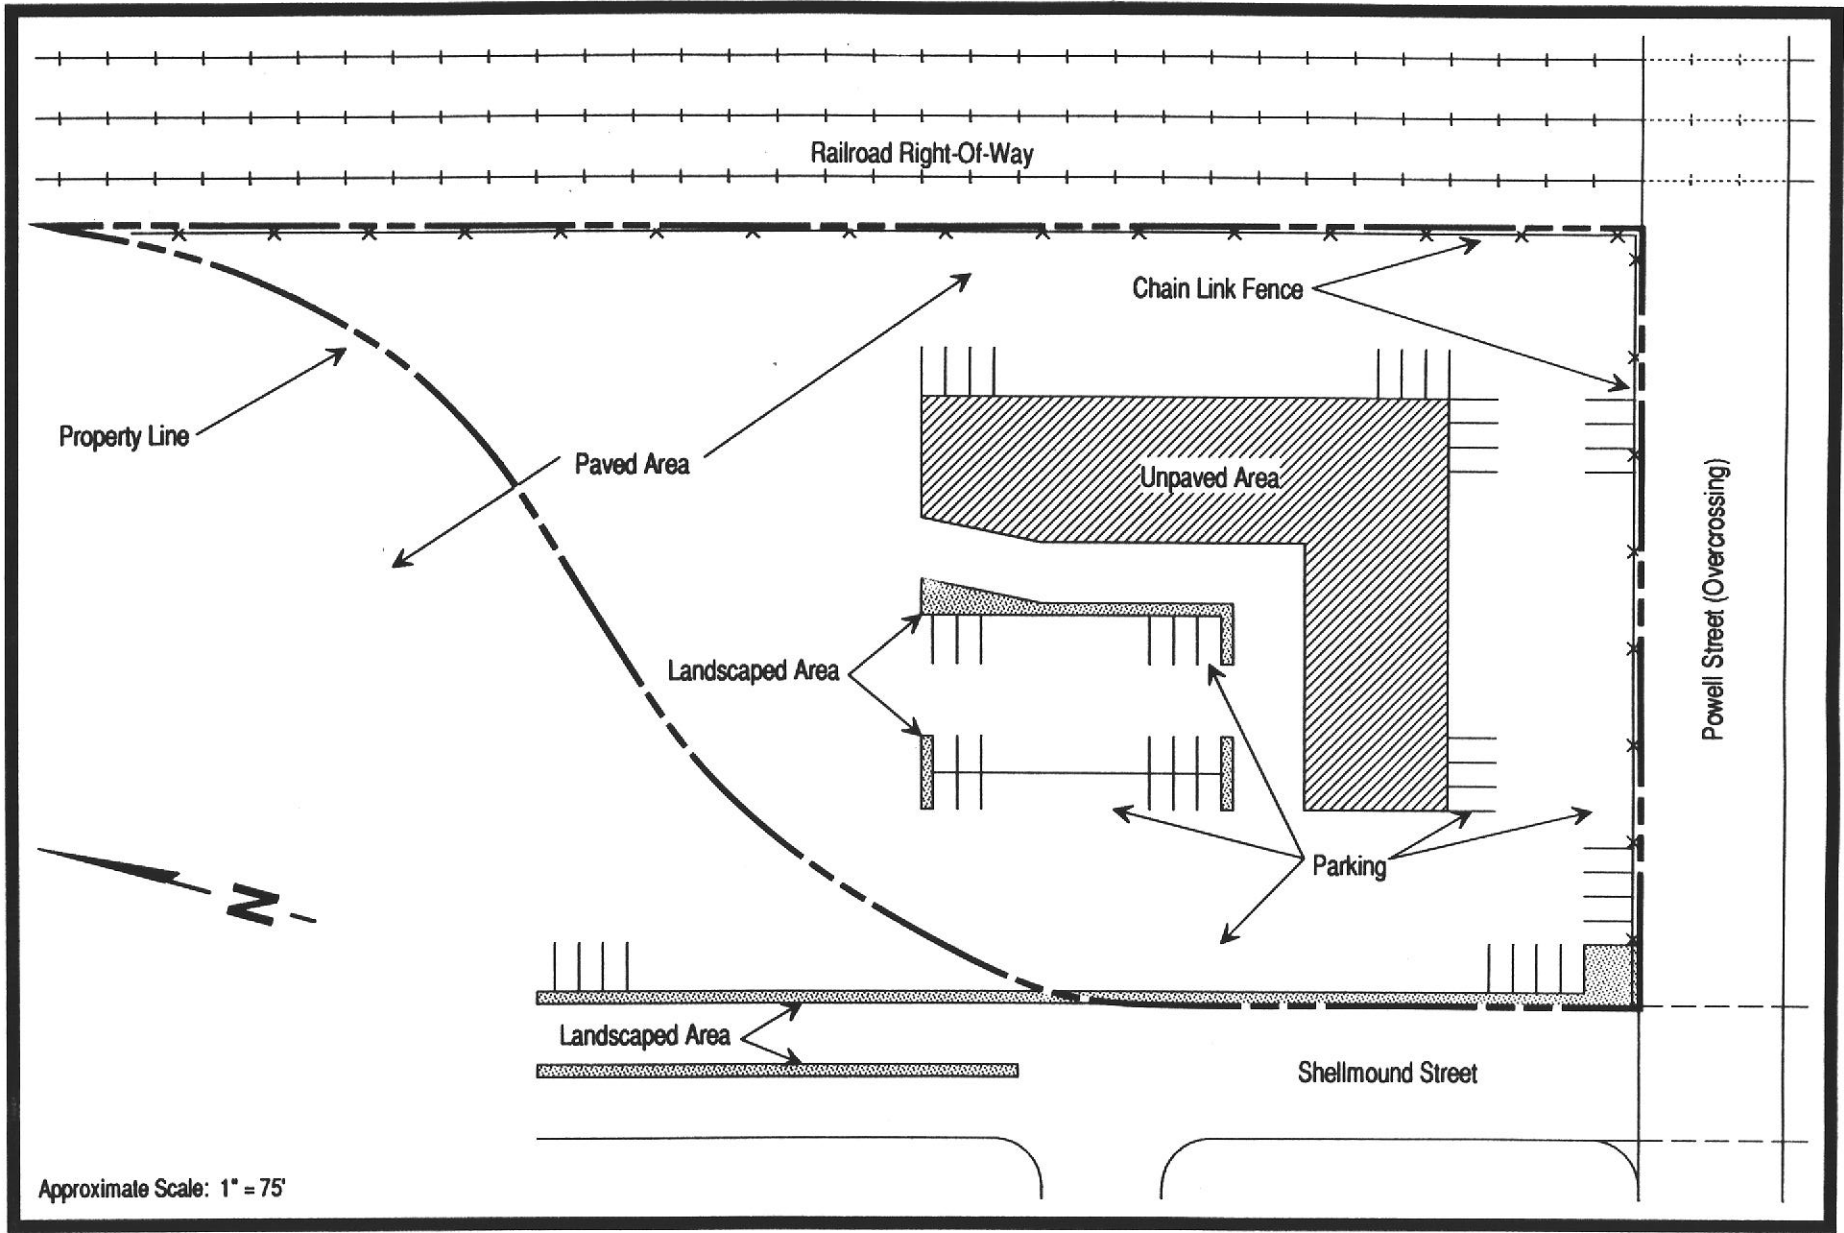 Railroad Right-Of-Way
Chain Link Fence
Property Line
Paved Area
Unpaved Area
Powell Street (Overcrossing)
Landscaped Area
Parking
N
Landscaped Area
Shellmound Street
Approximate Scale: 1" = 75'